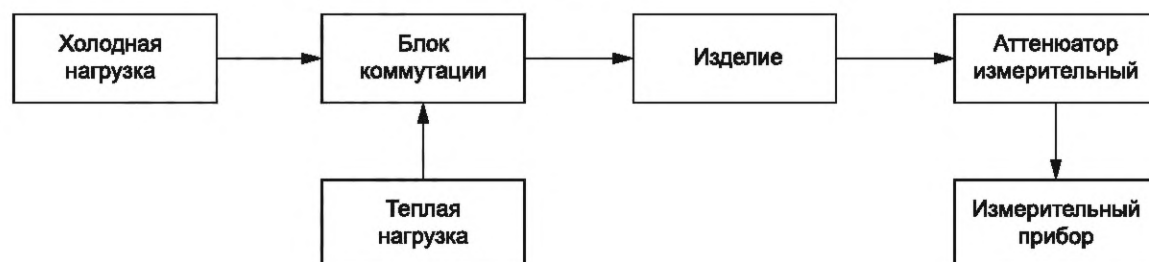 Холодная
нагрузка
Блок
коммутации
Изделие
Аттенюатор
измерительный
Теплая
нагрузка
Измерительный
прибор